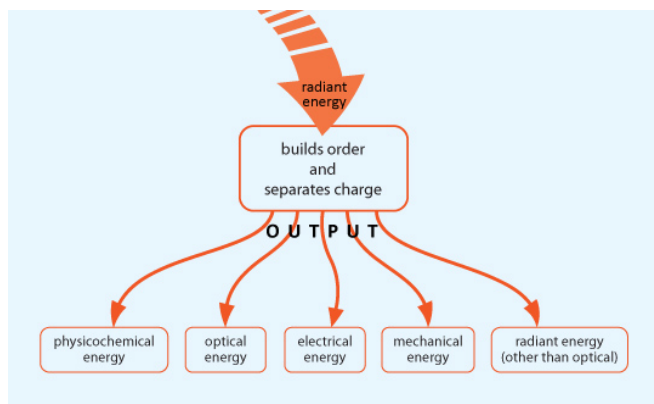 radiant
energy
builds order
and
separates charge
OUTPUT
physicochemical
energy
optical
energy
electrical
energy
mechanical
energy
radiant energy
(other than optical)